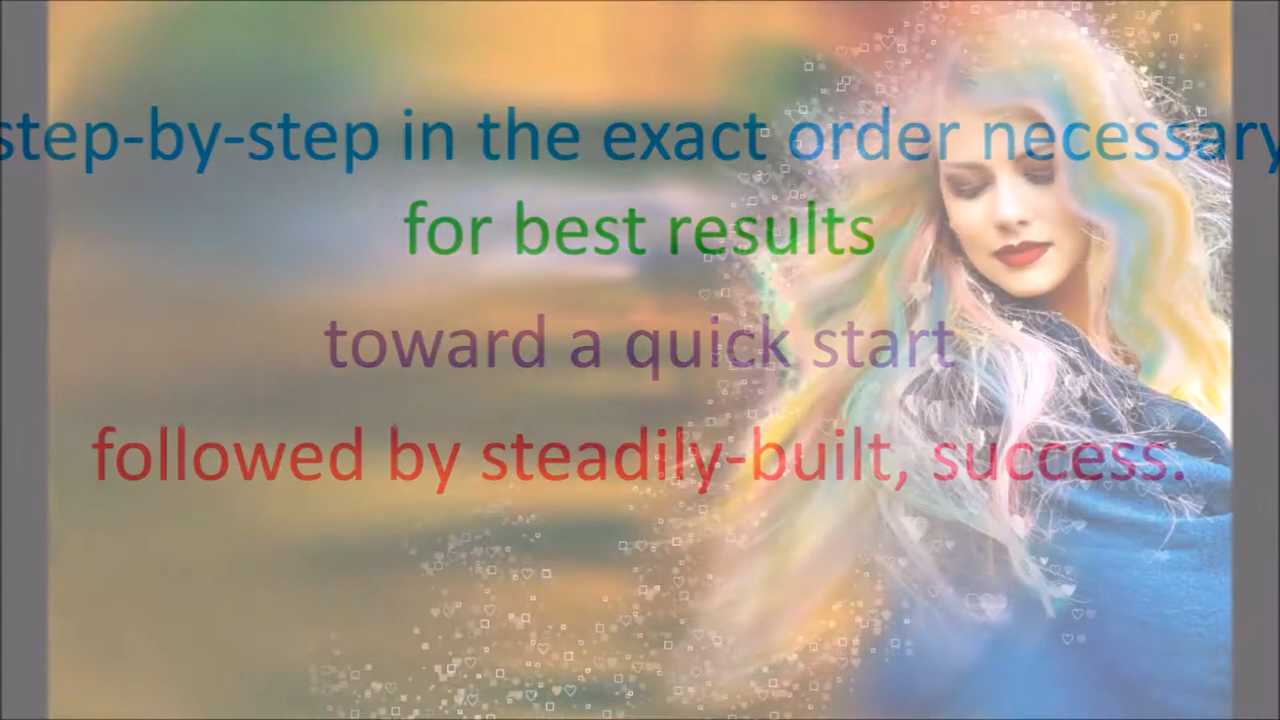 step-by-step in the exact order necessary
for best results
toward a quick start
followed by steadily-built, success.